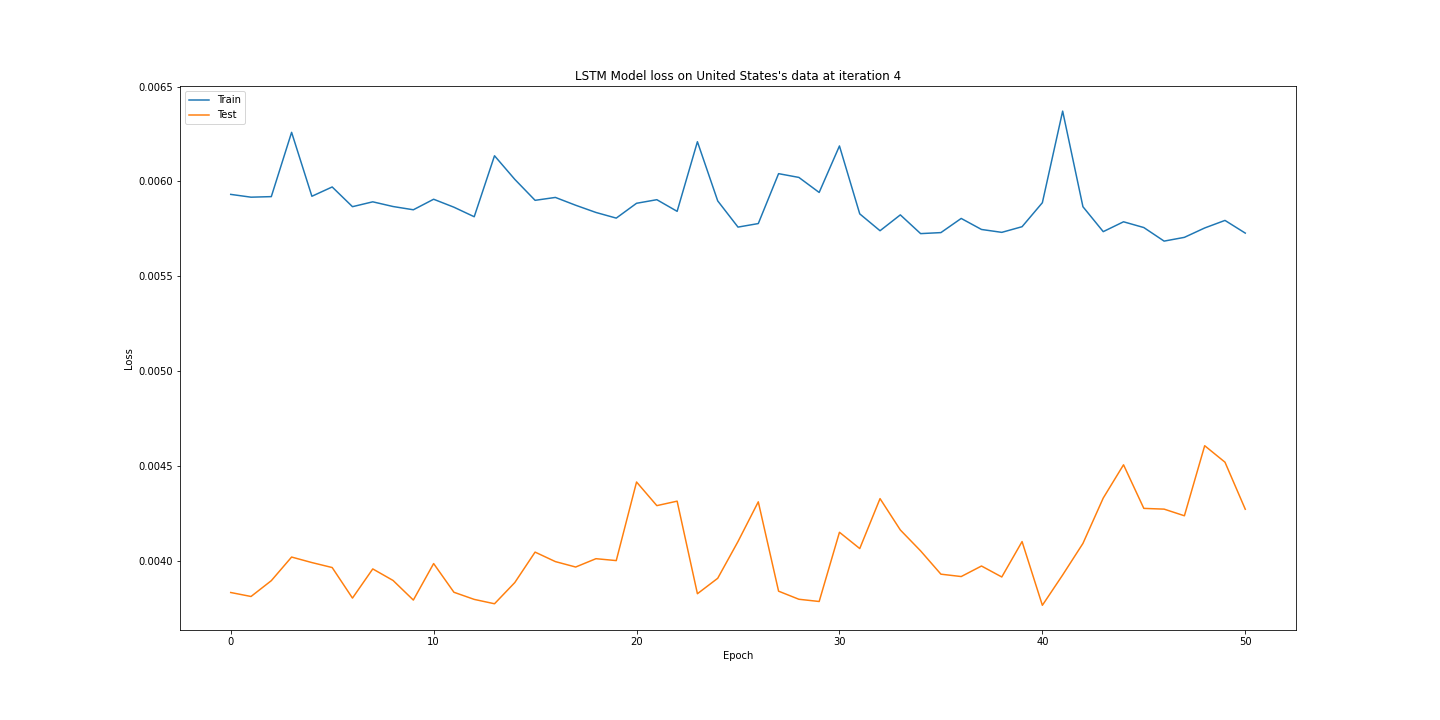 LSTM Model loss on United States's data at iteration 4
Train
Test
Loss
0.0065
0.0060
0.0055
0.0050
0.0045
0.0040
0 10 20 30 40 50
Epoch